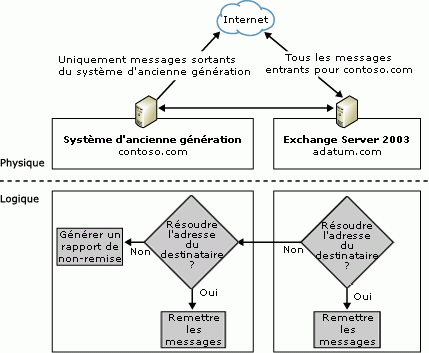 Internet
Uniquement messages sortants
du système d'ancienne génération
Tous les messages
entrants pour contoso.com
Système d'ancienne génération
contoso.com
Exchange Server 2003
adatum.com
Physique
Logique
Générer un
rapport de
non-remise
Non
Résoudre
l'adresse
du
destinataire
?
Oui
Remettre
les
messages
Non
Résoudre
l'adresse
du
destinataire
?
Oui
Remettre
les
messages